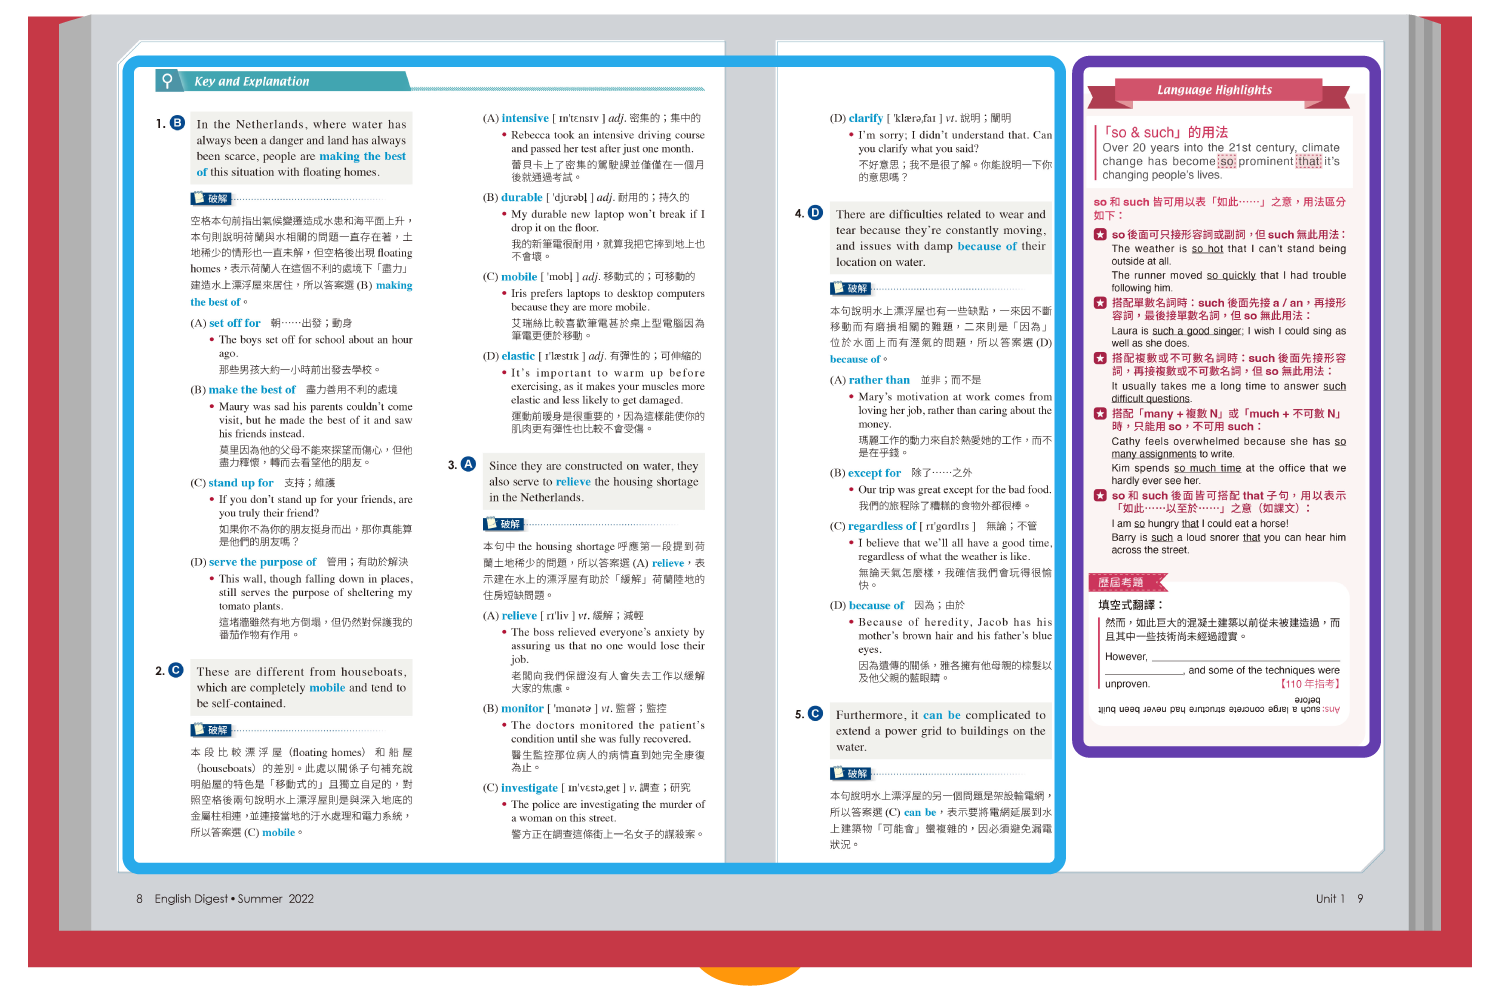 Key and Explanation
1. B In the Netherlands, where water has
always been a danger and land has always
been scarce, people are making the best
of this situation with floating homes.
破解
空格本句前指出氣候變遷造成水患和海平面上升，
本句則說明荷蘭與水相關的問題一直存在著，土
地稀少的情形也一直未解，但空格後出現 floating
homes，表示荷蘭人在這個不利的處境下「盡力」
建造水上漂浮屋來居住，所以答案選 (B) making
the best of。
(A) set off for 朝……出發；動身
• The boys set off for school about an hour
ago.
那些男孩大約一小時前出發去學校。
(B) make the best of 盡力善用不利的處境
• Maury was sad his parents couldn't come
visit, but he made the best of it and saw
his friends instead.
莫里因為他的父母不能來探望而傷心，但他
盡力釋懷，轉而去看望他的朋友。
(C) stand up for 支持；維護
• If you don't stand up for your friends, are
you truly their friend?
如果你不為你的朋友挺身而出，那你真能算
是他們的朋友嗎？
(D) serve the purpose of 管用；有助於解決
• This wall, though falling down in places,
still serves the purpose of sheltering my
tomato plants.
這堵牆雖然有地方倒塌，但仍然對保護我的
番茄作物有作用。
2. C These are different from houseboats,
which are completely mobile and tend to
be self-contained.
破解
本段比較漂浮屋（floating homes）和船屋
（houseboats）的差別。此處以關係子句補充說
明船屋的特色是「移動式的」且獨立自足的，對
照空格後兩句說明水上漂浮屋則是與深入地底的
金屬柱相連，並連接當地的汙水處理和電力系統，
所以答案選 (C) mobile。
(A) intensive [ ɪn'tɛnsɪv ] adj. 密集的；集中的
• Rebecca took an intensive driving course
and passed her test after just one month.
蕾貝卡上了密集的駕駛課並僅僅在一個月
後就通過考試。
(B) durable [ 'djʊrəbl̩ ] adj. 耐用的；持久的
• My durable new laptop won't break if I
drop it on the floor.
我的新筆電很耐用，就算我把它摔到地上也
不會壞。
(C) mobile [ 'mobl̩ ] adj. 移動式的；可移動的
• Iris prefers laptops to desktop computers
because they are more mobile.
艾瑞絲比較喜歡筆電甚於桌上型電腦因為
筆電更便於移動。
(D) elastic [ ɪ'læstɪk ] adj. 有彈性的；可伸縮的
• It's important to warm up before
exercising, as it makes your muscles more
elastic and less likely to get damaged.
運動前暖身是很重要的，因為這樣能使你的
肌肉更有彈性也比較不會受傷。
3. A Since they are constructed on water, they
also serve to relieve the housing shortage
in the Netherlands.
破解
本句中 the housing shortage 呼應第一段提到荷
蘭土地稀少的問題，所以答案選 (A) relieve，表
示建在水上的漂浮屋有助於「緩解」荷蘭陸地的
住房短缺問題。
(A) relieve [ rɪ'liv ] vt. 緩解；減輕
• The boss relieved everyone's anxiety by
assuring us that no one would lose their
job.
老闆向我們保證沒有人會失去工作以緩解
大家的焦慮。
(B) monitor [ 'mɑnətɚ ] vt. 監督；監控
• The doctors monitored the patient's
condition until she was fully recovered.
醫生監控那位病人的病情直到她完全康復
為止。
(C) investigate [ ɪn'vɛstə,get ] v. 調查；研究
• The police are investigating the murder of
a woman on this street.
警方正在調查這條街上一名女子的謀殺案。
(D) clarify [ 'klærə,faɪ ] vt. 說明；闡明
• I'm sorry; I didn't understand that. Can
you clarify what you said?
不好意思；我不是很了解。你能說明一下你
的意思嗎？
4. D There are difficulties related to wear and
tear because they're constantly moving,
and issues with damp because of their
location on water.
破解
本句說明水上漂浮屋也有一些缺點，一來因不斷
移動而有磨損相關的難題，二來則是「因為」
位於水面上而有溼氣的問題，所以答案選 (D)
because of。
(A) rather than 並非；而不是
• Mary's motivation at work comes from
loving her job, rather than caring about the
money.
瑪麗工作的動力來自於熱愛她的工作，而不
是在乎錢。
(B) except for 除了……之外
• Our trip was great except for the bad food.
我們的旅程除了糟糕的食物外都很棒。
(C) regardless of [ rɪ'gɑrdlɪs ] 無論；不管
• I believe that we'll all have a good time,
regardless of what the weather is like.
無論天氣怎麼樣，我確信我們會玩得很愉
快。
(D) because of 因為；由於
• Because of heredity, Jacob has his
mother's brown hair and his father's blue
eyes.
因為遺傳的關係，雅各擁有他母親的棕髮以
及他父親的藍眼睛。
5. C Furthermore, it can be complicated to
extend a power grid to buildings on the
water.
破解
本句說明水上漂浮屋的另一個問題是架設輸電網，
所以答案選 (C) can be，表示要將電網延展到水
上建築物「可能會」蠻複雜的，因必須避免漏電
狀況。
Language Highlights
「so & such」的用法
Over 20 years into the 21st century, climate
change has become so prominent that it's
changing people's lives.
so 和 such 皆可用以表「如此……」之意，用法區分
如下：
so 後面可只接形容詞或副詞，但 such 無此用法：
The weather is so hot that I can't stand being
outside at all.
The runner moved so quickly that I had trouble
following him.
搭配單數名詞時：such 後面先接 a / an，再接形
容詞，最後接單數名詞，但 so 無此用法：
Laura is such a good singer; I wish I could sing as
well as she does.
搭配複數或不可數名詞時：such 後面先接形容
詞，再接複數或不可數名詞，但 so 無此用法：
It usually takes me a long time to answer such
difficult questions.
搭配「many + 複數 N」或「much + 不可數 N」
時，只能用 so，不可用 such：
Cathy feels overwhelmed because she has so
many assignments to write.
Kim spends so much time at the office that we
hardly ever see her.
so 和 such 後面皆可搭配 that 子句，用以表示
「如此……以至於……」之意（如課文）：
I am so hungry that I could eat a horse!
Barry is such a loud snorer that you can hear him
across the street.
歷屆考題
填空式翻譯：
然而，如此巨大的混凝土建築以前從未被建造過，而
且其中一些技術尚未經過證實。
However, ____________________
____________, and some of the techniques were
unproven. 【110 年指考】
Ans: such a large concrete structure had never been built
before
8 English Digest • Summer 2022
Unit 1 9